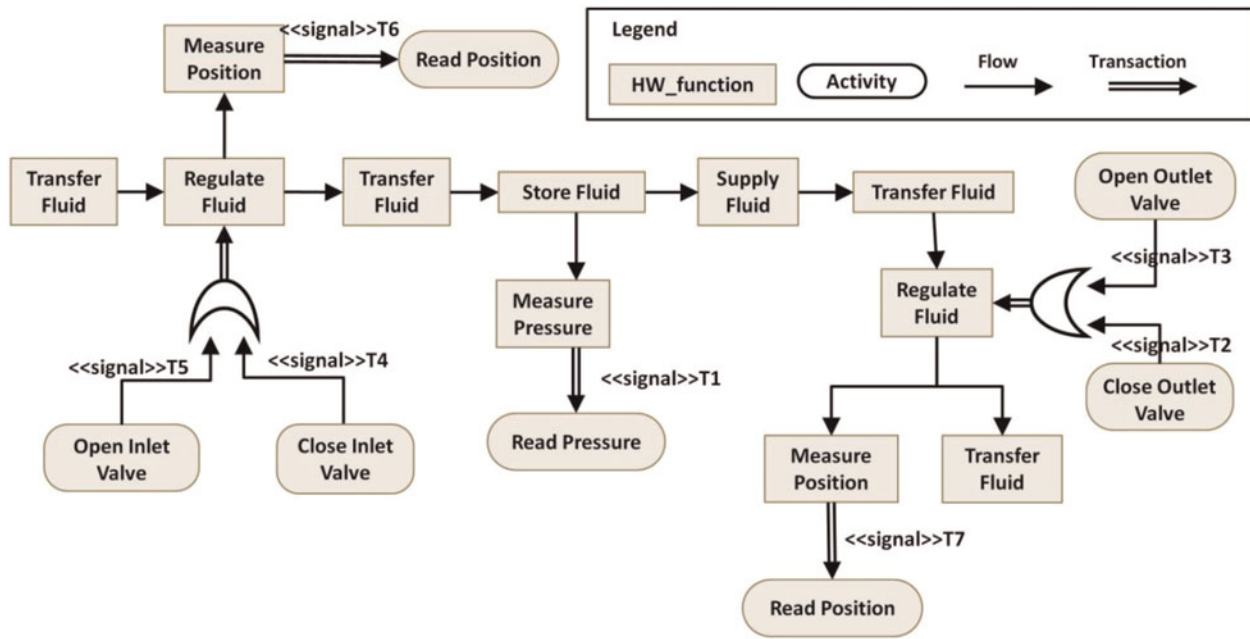 <<signal>>T6
Measure
Position
Read Position
Legend
HW_function
Activity
Flow
Transaction
Transfer
Fluid
Regulate
Fluid
Transfer
Fluid
Store Fluid
Supply
Fluid
Transfer Fluid
Open Outlet
Valve
<<signal>>T3
Measure
Pressure
Regulate
Fluid
<<signal>>T2
Close Outlet
Valve
<<signal>>T5
<<signal>>T4
<<signal>>T1
Open Inlet
Valve
Close Inlet
Valve
Read Pressure
Measure
Position
Transfer
Fluid
<<signal>>T7
Read Position